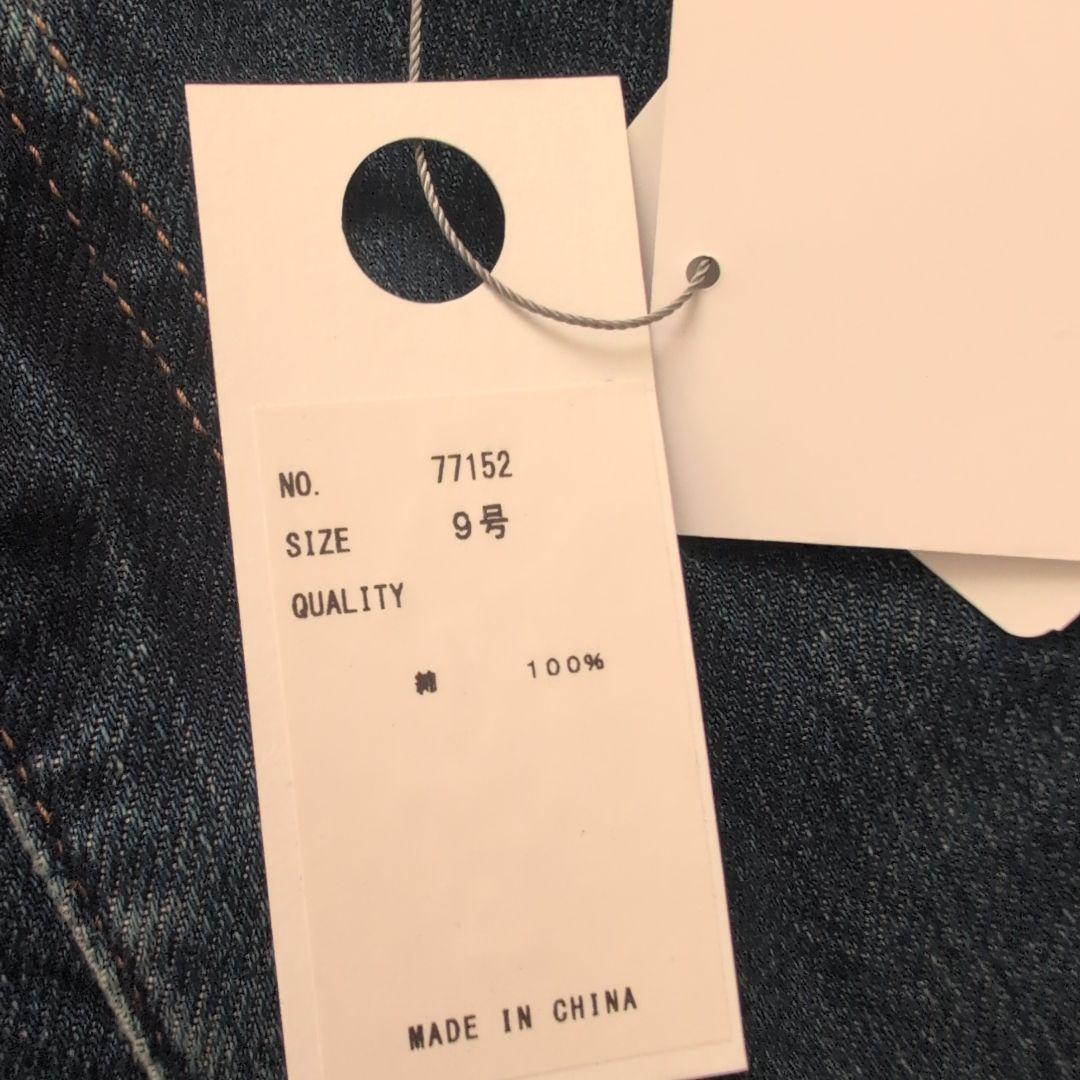 NO. 77152
SIZE 9号
QUALITY
綿 100%
MADE IN CHINA